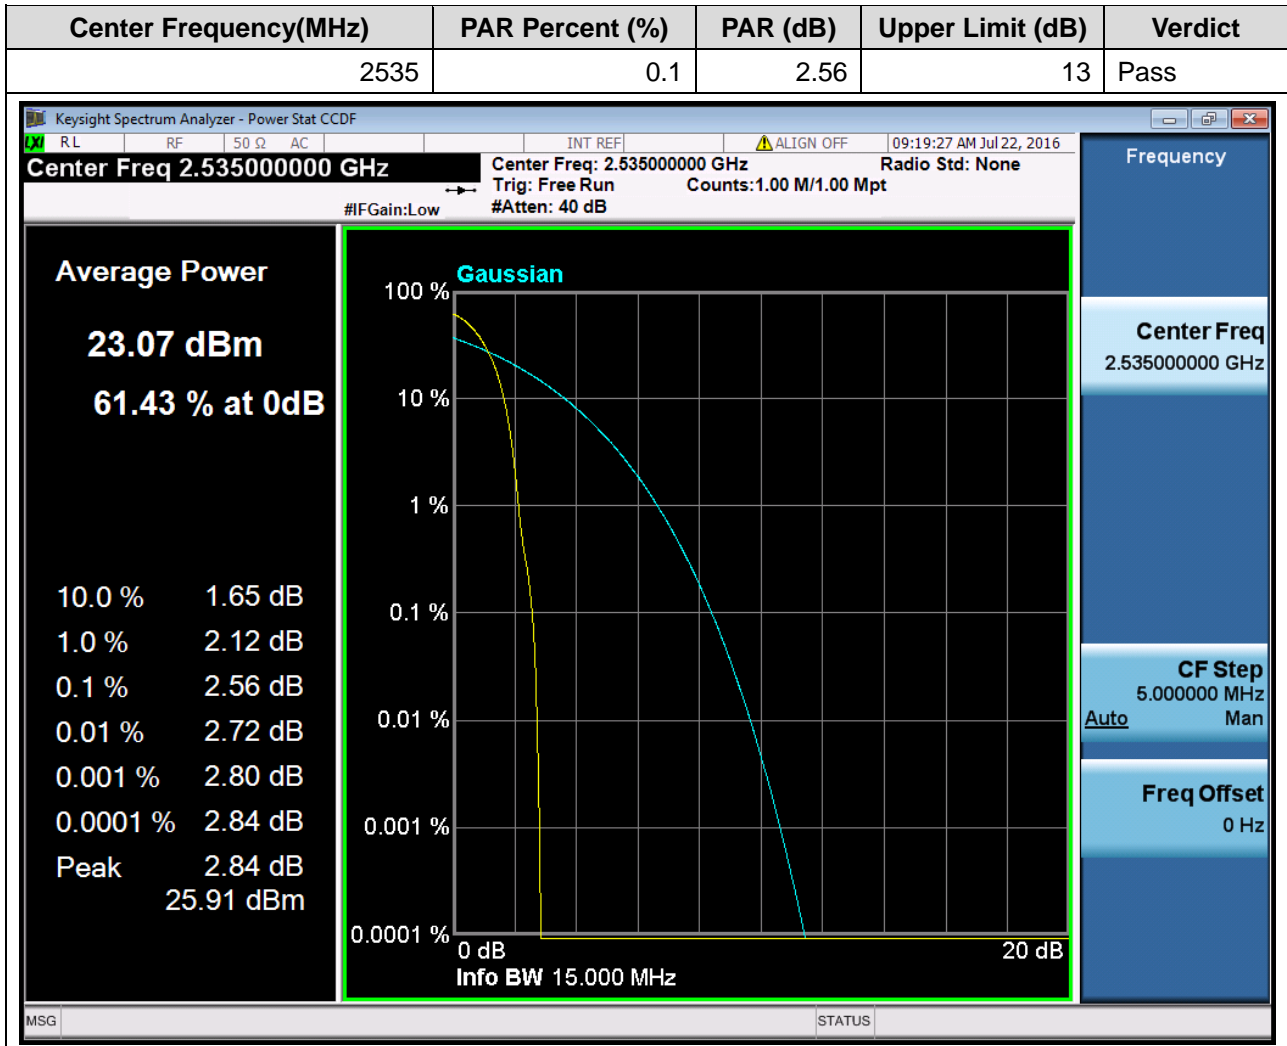 Center Frequency(MHz) PAR Percent (%) PAR (dB) Upper Limit (dB) Verdict
2535 0.1 2.56 13 Pass
Keysight Spectrum Analyzer - Power Stat CCDF
LXI RL RF 50 Ω AC INT REF ALIGN OFF 09:19:27 AM Jul 22, 2016
Center Freq 2.535000000 GHz
#IFGain:Low
Center Freq: 2.535000000 GHz Radio Std: None
Trig: Free Run Counts:1.00 M/1.00 Mpt
#Atten: 40 dB
Average Power
23.07 dBm
61.43 % at 0dB
10.0 % 1.65 dB
1.0 % 2.12 dB
0.1 % 2.56 dB
0.01 % 2.72 dB
0.001 % 2.80 dB
0.0001 % 2.84 dB
Peak 2.84 dB
25.91 dBm
Gaussian
100 %
10 %
1 %
0.1 %
0.01 %
0.001 %
0.0001 %
0 dB 20 dB
Info BW 15.000 MHz
Frequency
Center Freq
2.535000000 GHz
CF Step
5.000000 MHz
Auto Man
Freq Offset
0 Hz
MSG STATUS